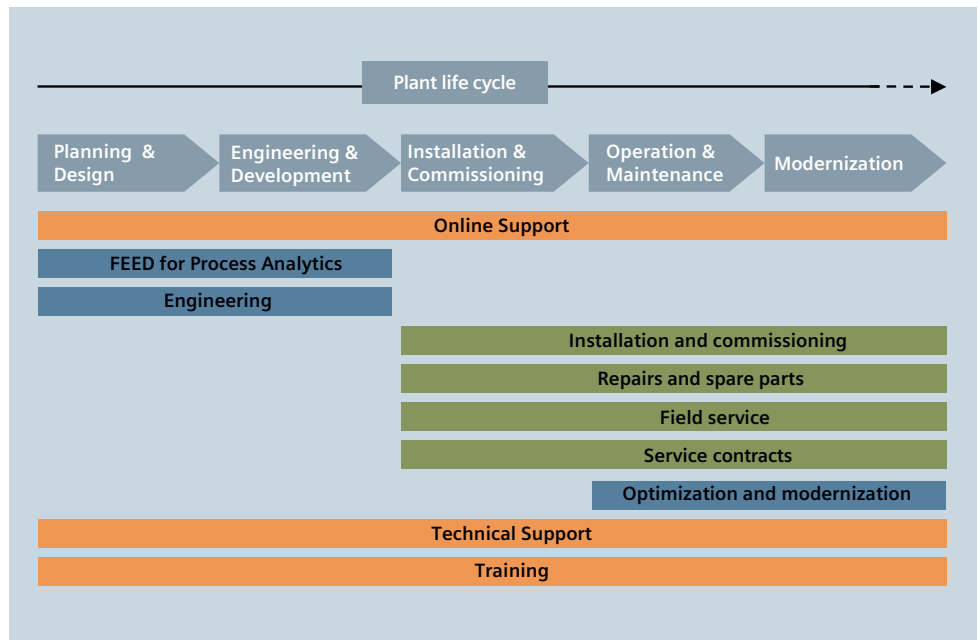 Plant life cycle
Planning &
Design
Engineering &
Development
Installation &
Commissioning
Operation &
Maintenance
Modernization
Online Support
FEED for Process Analytics
Engineering
Installation and commissioning
Repairs and spare parts
Field service
Service contracts
Optimization and modernization
Technical Support
Training